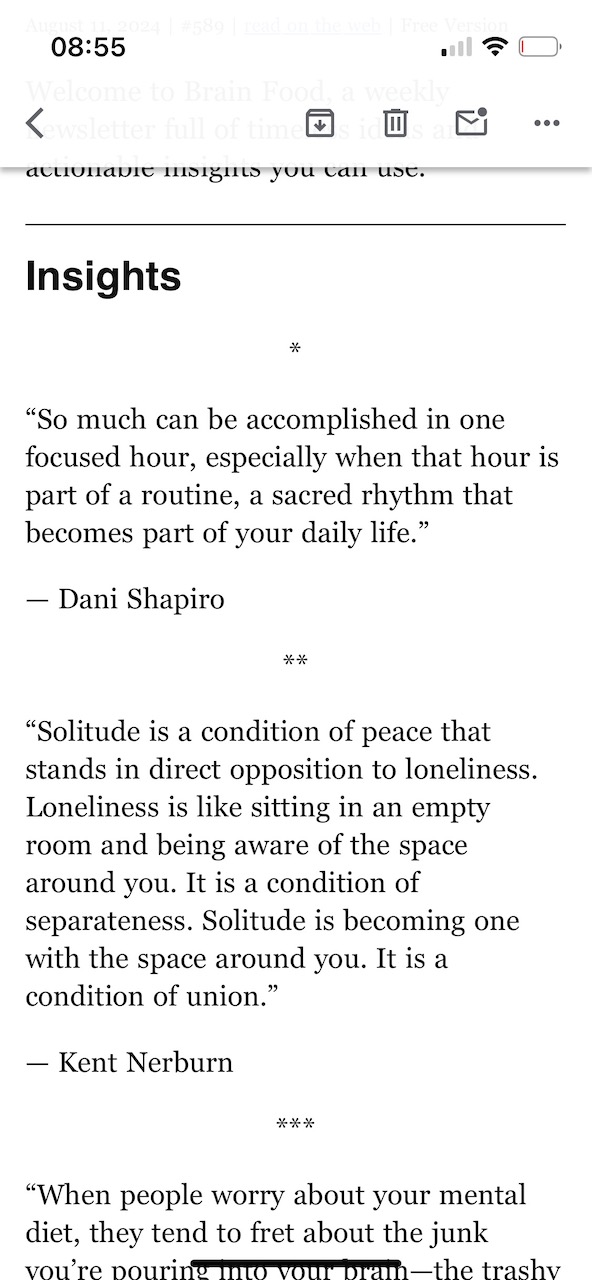 August 11, 2024 | #589 | read on the web | Free Version
08:55
Welcome to Brain Food, a weekly
newsletter full of timeless ideas and
actionable insights you can use.
Insights
*
“So much can be accomplished in one
focused hour, especially when that hour is
part of a routine, a sacred rhythm that
becomes part of your daily life.”
— Dani Shapiro
**
“Solitude is a condition of peace that
stands in direct opposition to loneliness.
Loneliness is like sitting in an empty
room and being aware of the space
around you. It is a condition of
separateness. Solitude is becoming one
with the space around you. It is a
condition of union.”
— Kent Nerburn
***
“When people worry about your mental
diet, they tend to fret about the junk
you’re pouring into your brain—the trashy